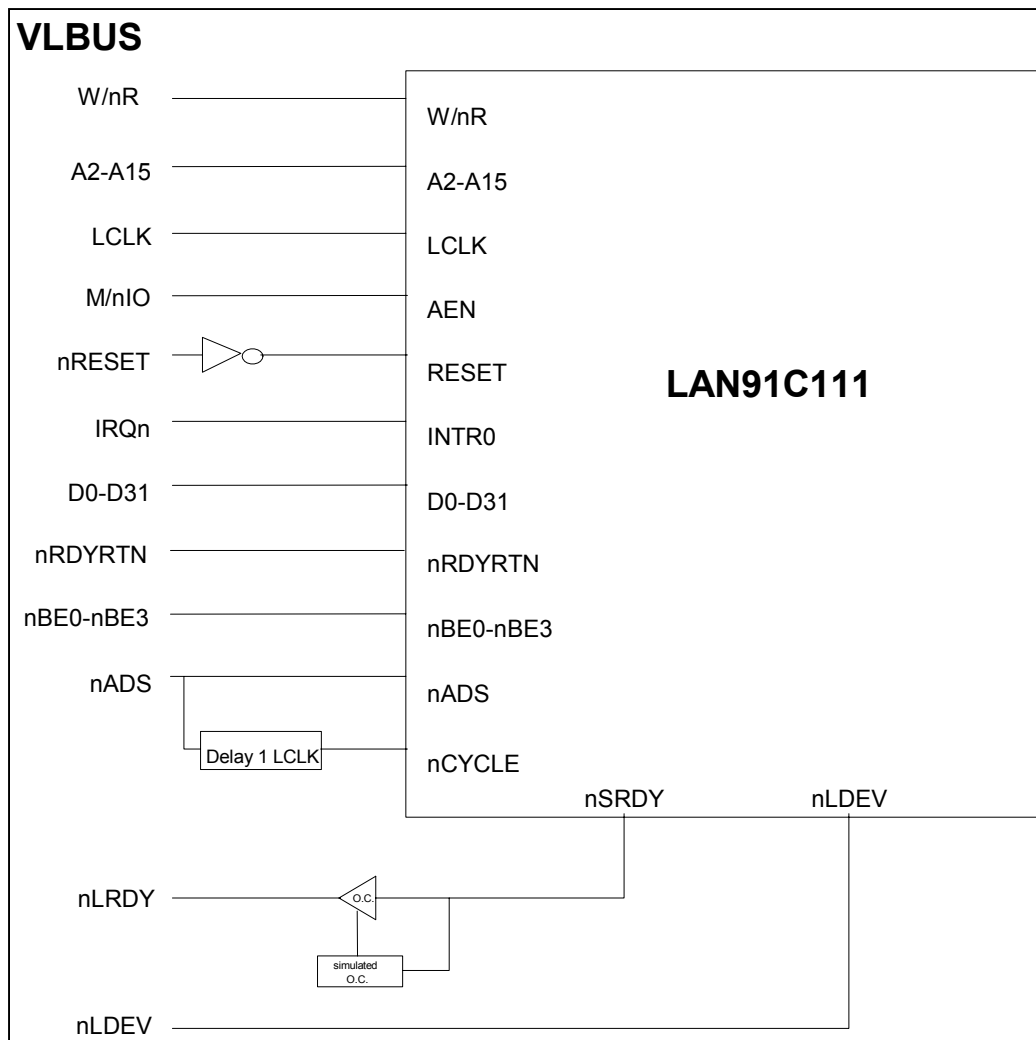 VLBUS
W/nR
W/nR
A2-A15
A2-A15
LCLK
LCLK
M/nIO
AEN
nRESET
RESET
LAN91C111
IRQn
INTR0
D0-D31
D0-D31
nRDYRTN
nRDYRTN
nBE0-nBE3
nBE0-nBE3
nADS
nADS
Delay 1 LCLK
nCYCLE
nSRDY
nLDEV
nLRDY
O.C.
simulated
O.C.
nLDEV